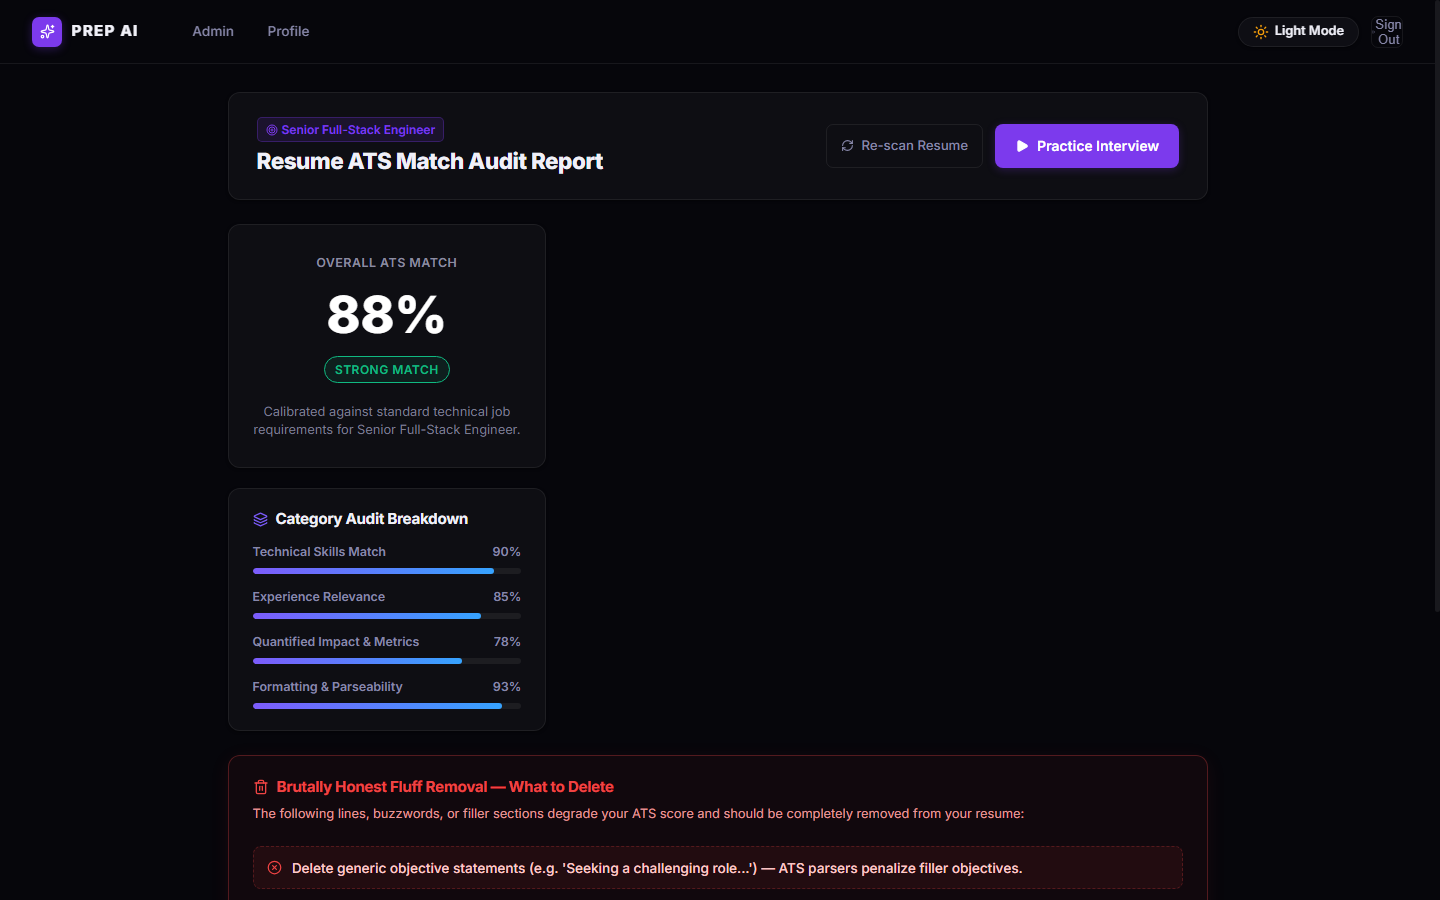 PREP AI
Admin
Profile
Light Mode
Sign
Out
Senior Full-Stack Engineer
Resume ATS Match Audit Report
Re-scan Resume
Practice Interview
OVERALL ATS MATCH
88%
STRONG MATCH
Calibrated against standard technical job
requirements for Senior Full-Stack Engineer.
Category Audit Breakdown
Technical Skills Match 90%
Experience Relevance 85%
Quantified Impact & Metrics 78%
Formatting & Parseability 93%
Brutally Honest Fluff Removal — What to Delete
The following lines, buzzwords, or filler sections degrade your ATS score and should be completely removed from your resume:
Delete generic objective statements (e.g. 'Seeking a challenging role...') — ATS parsers penalize filler objectives.